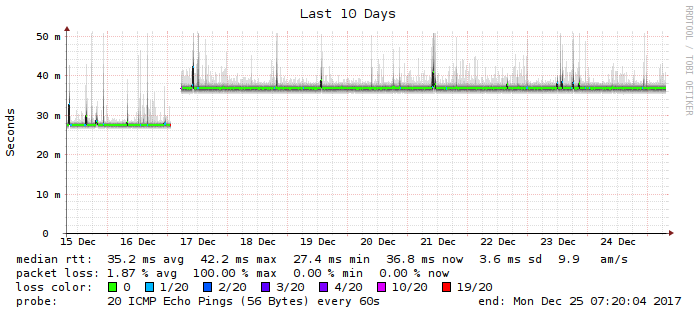 Last 10 Days
RRDTOOL / TOBI OETIKER
Seconds
50 m
40 m
30 m
20 m
10 m
0
15 Dec 16 Dec 17 Dec 18 Dec 19 Dec 20 Dec 21 Dec 22 Dec 23 Dec 24 Dec
median rtt: 35.2 ms avg 42.2 ms max 27.4 ms min 36.8 ms now 3.6 ms sd 9.9 am/s
packet loss: 1.87 % avg 100.00 % max 0.00 % min 0.00 % now
loss color: 0 1/20 2/20 3/20 4/20 10/20 19/20
probe: 20 ICMP Echo Pings (56 Bytes) every 60s end: Mon Dec 25 07:20:04 2017